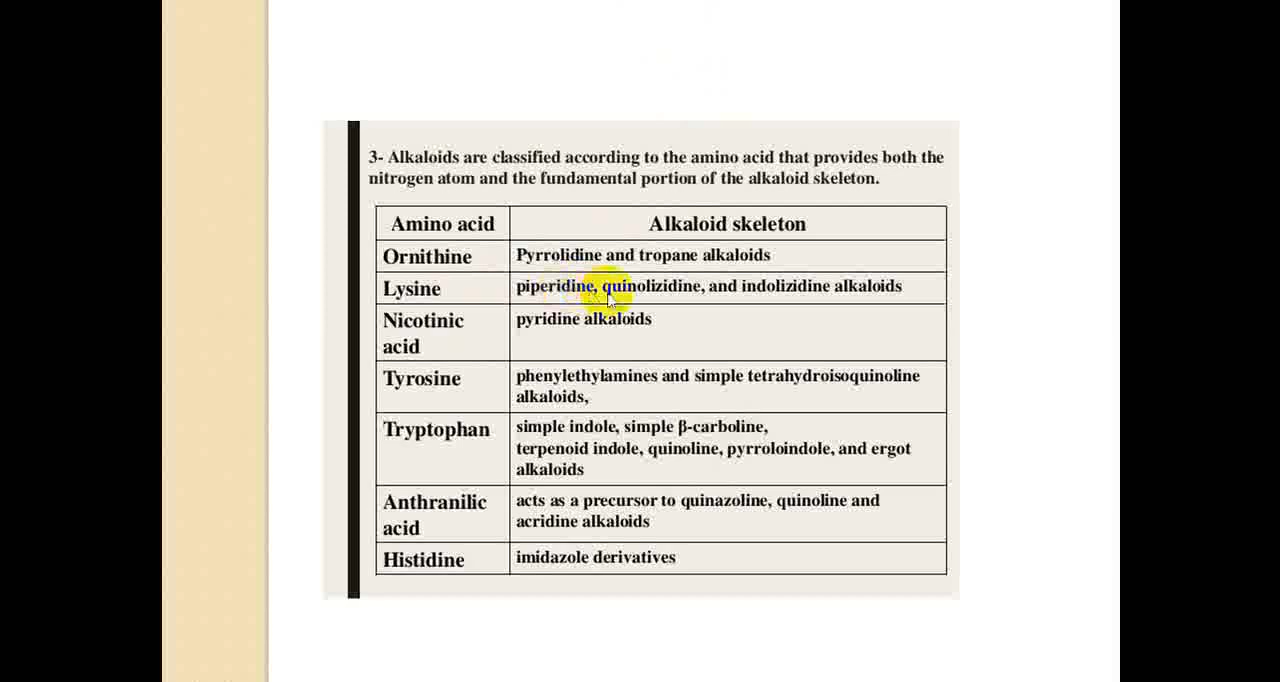 3- Alkaloids are classified according to the amino acid that provides both the
nitrogen atom and the fundamental portion of the alkaloid skeleton.
Amino acid Alkaloid skeleton
Ornithine Pyrrolidine and tropane alkaloids
Lysine piperidine, quinolizidine, and indolizidine alkaloids
Nicotinic pyridine alkaloids
acid
Tyrosine phenylethylamines and simple tetrahydroisoquinoline
alkaloids,
Tryptophan simple indole, simple β-carboline,
terpenoid indole, quinoline, pyrroloindole, and ergot
alkaloids
Anthranilic acts as a precursor to quinazoline, quinoline and
acid acridine alkaloids
Histidine imidazole derivatives